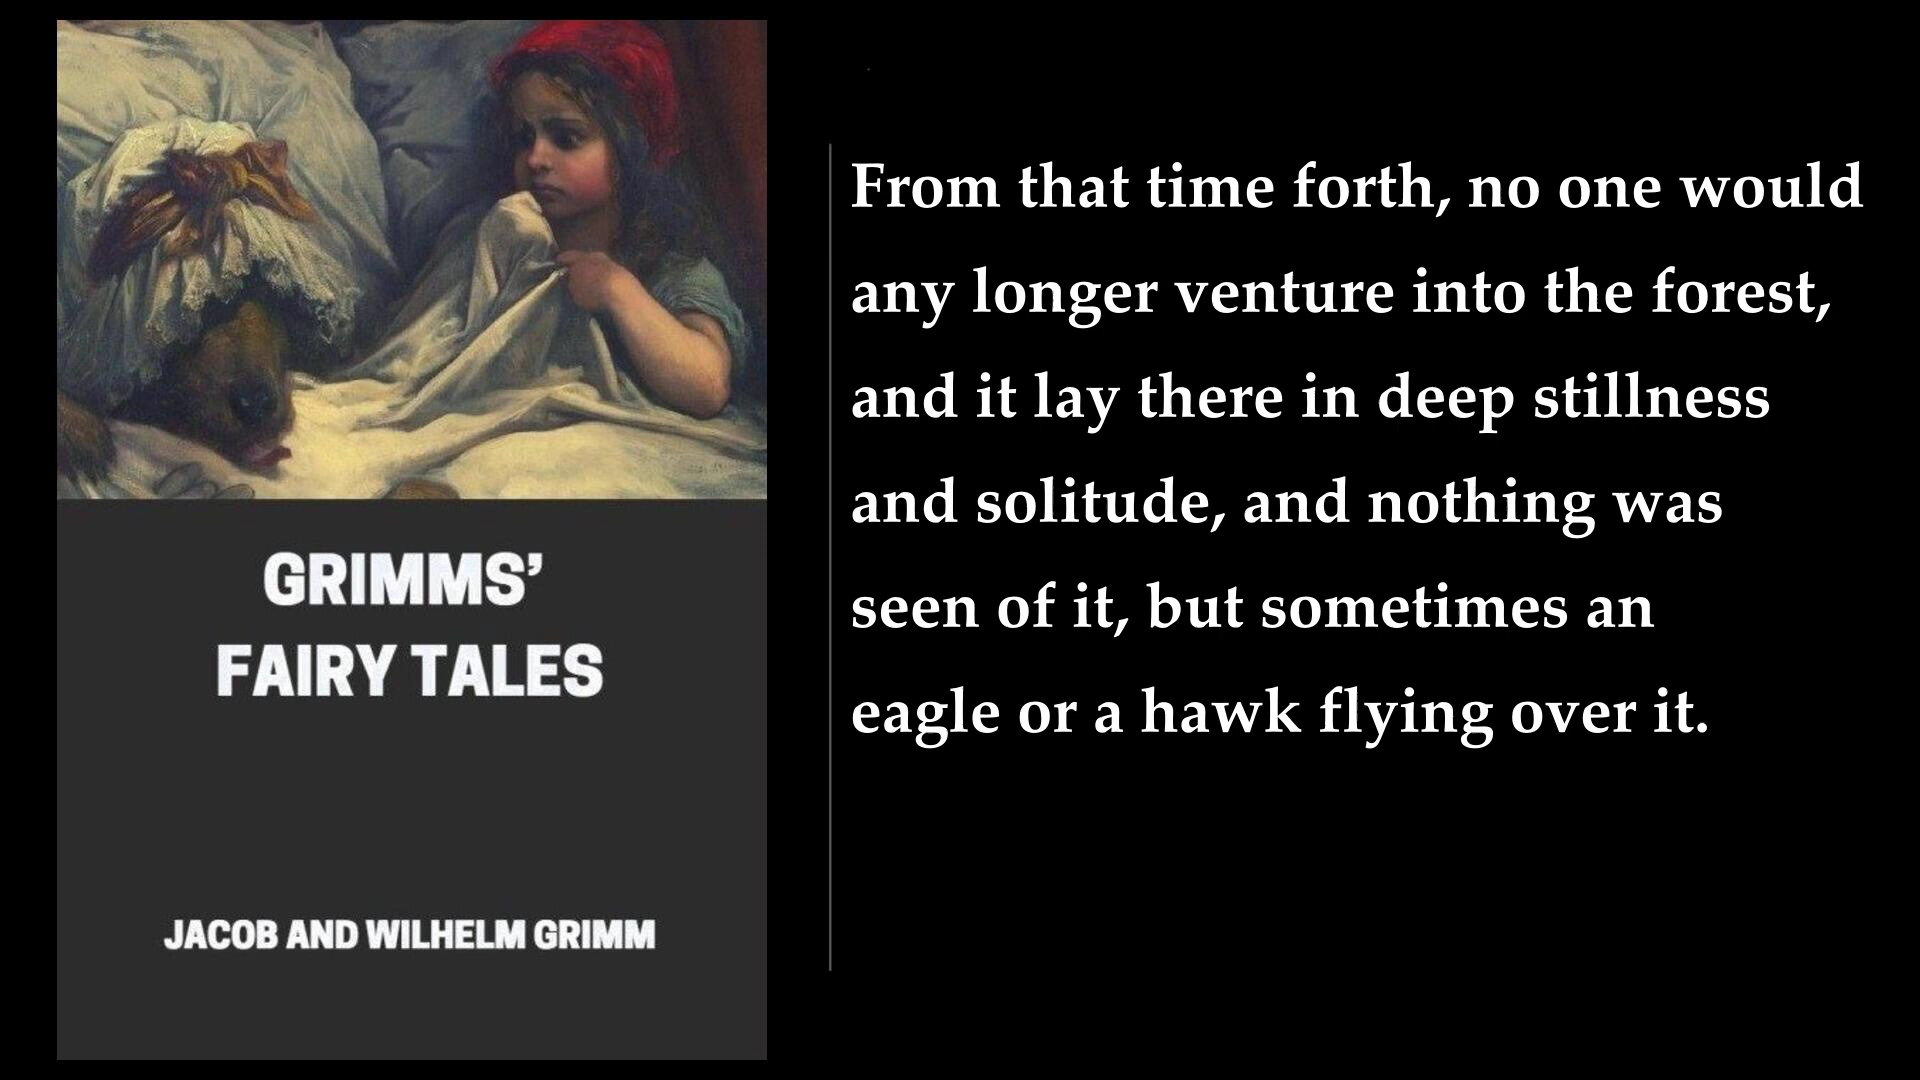 GRIMMS’
FAIRY TALES
JACOB AND WILHELM GRIMM
From that time forth, no one would
any longer venture into the forest,
and it lay there in deep stillness
and solitude, and nothing was
seen of it, but sometimes an
eagle or a hawk flying over it.